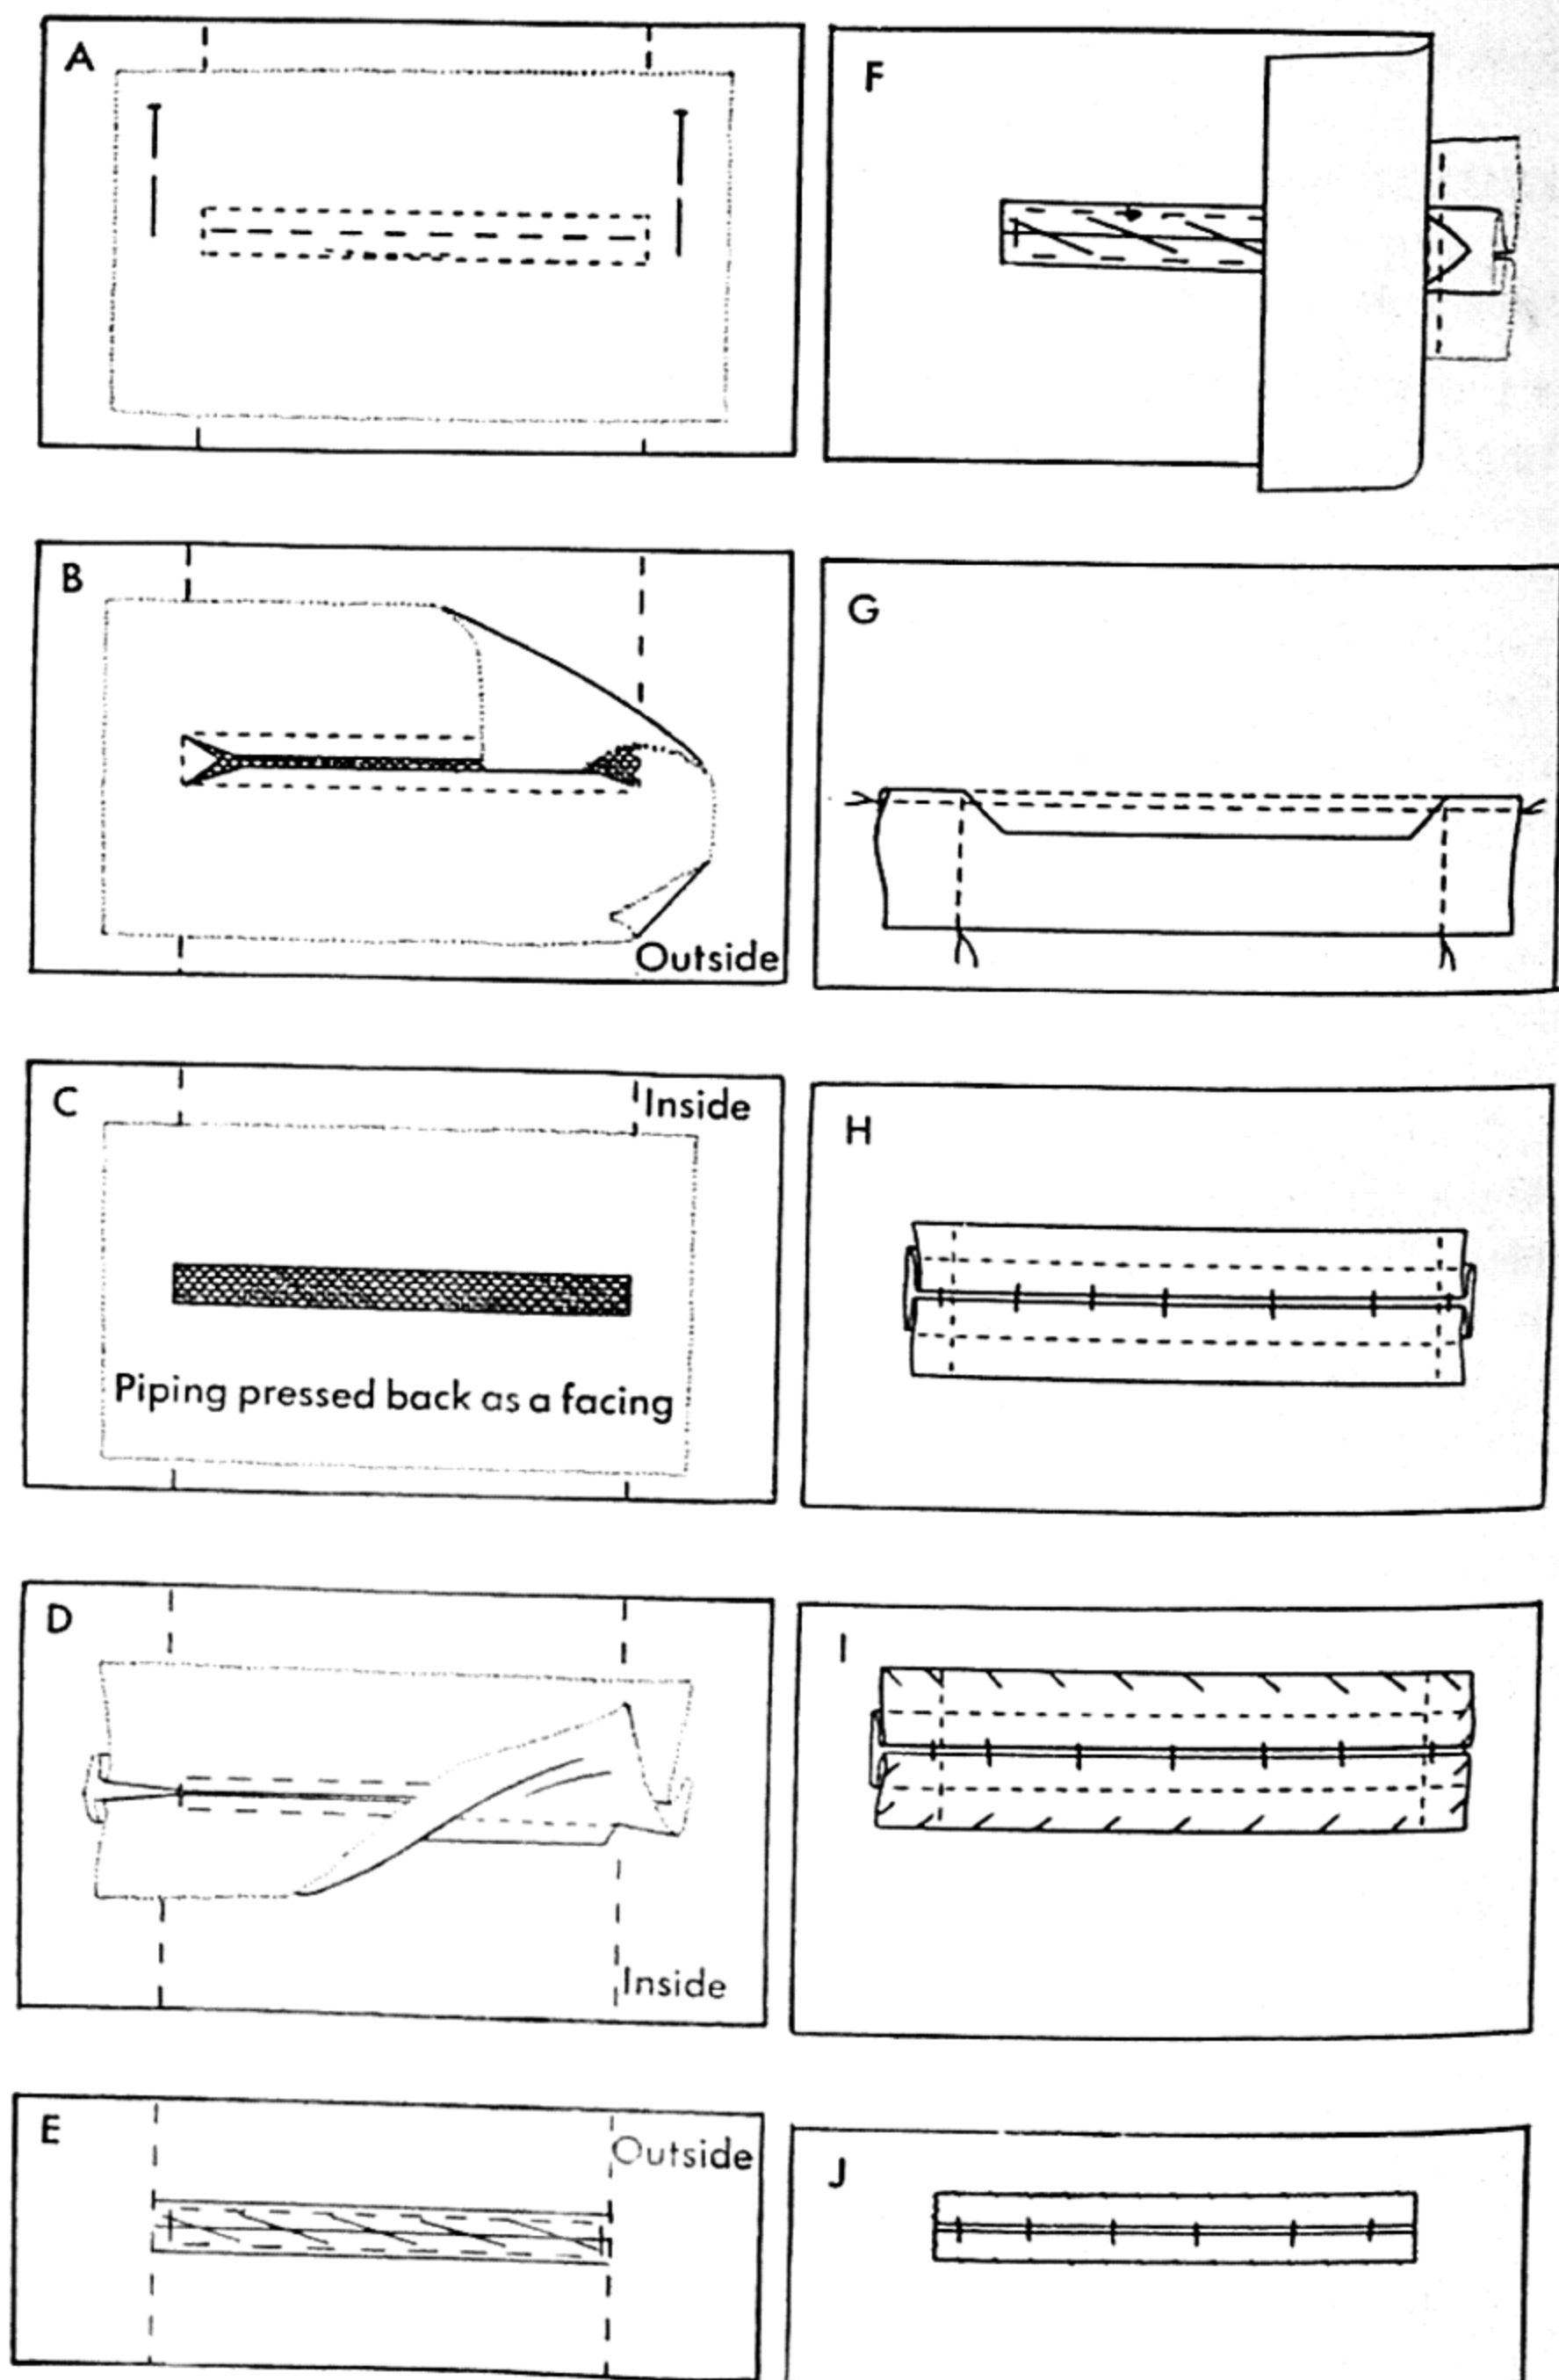 A
B
Outside
C
Inside
Piping pressed back as a facing
D
Inside
E
Outside
F
G
H
I
J